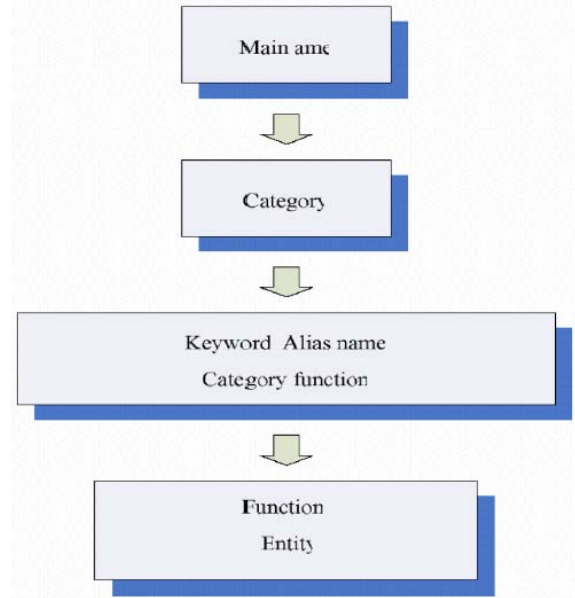 Main ame
Category
Keyword Alias name
Category function
Function
Entity